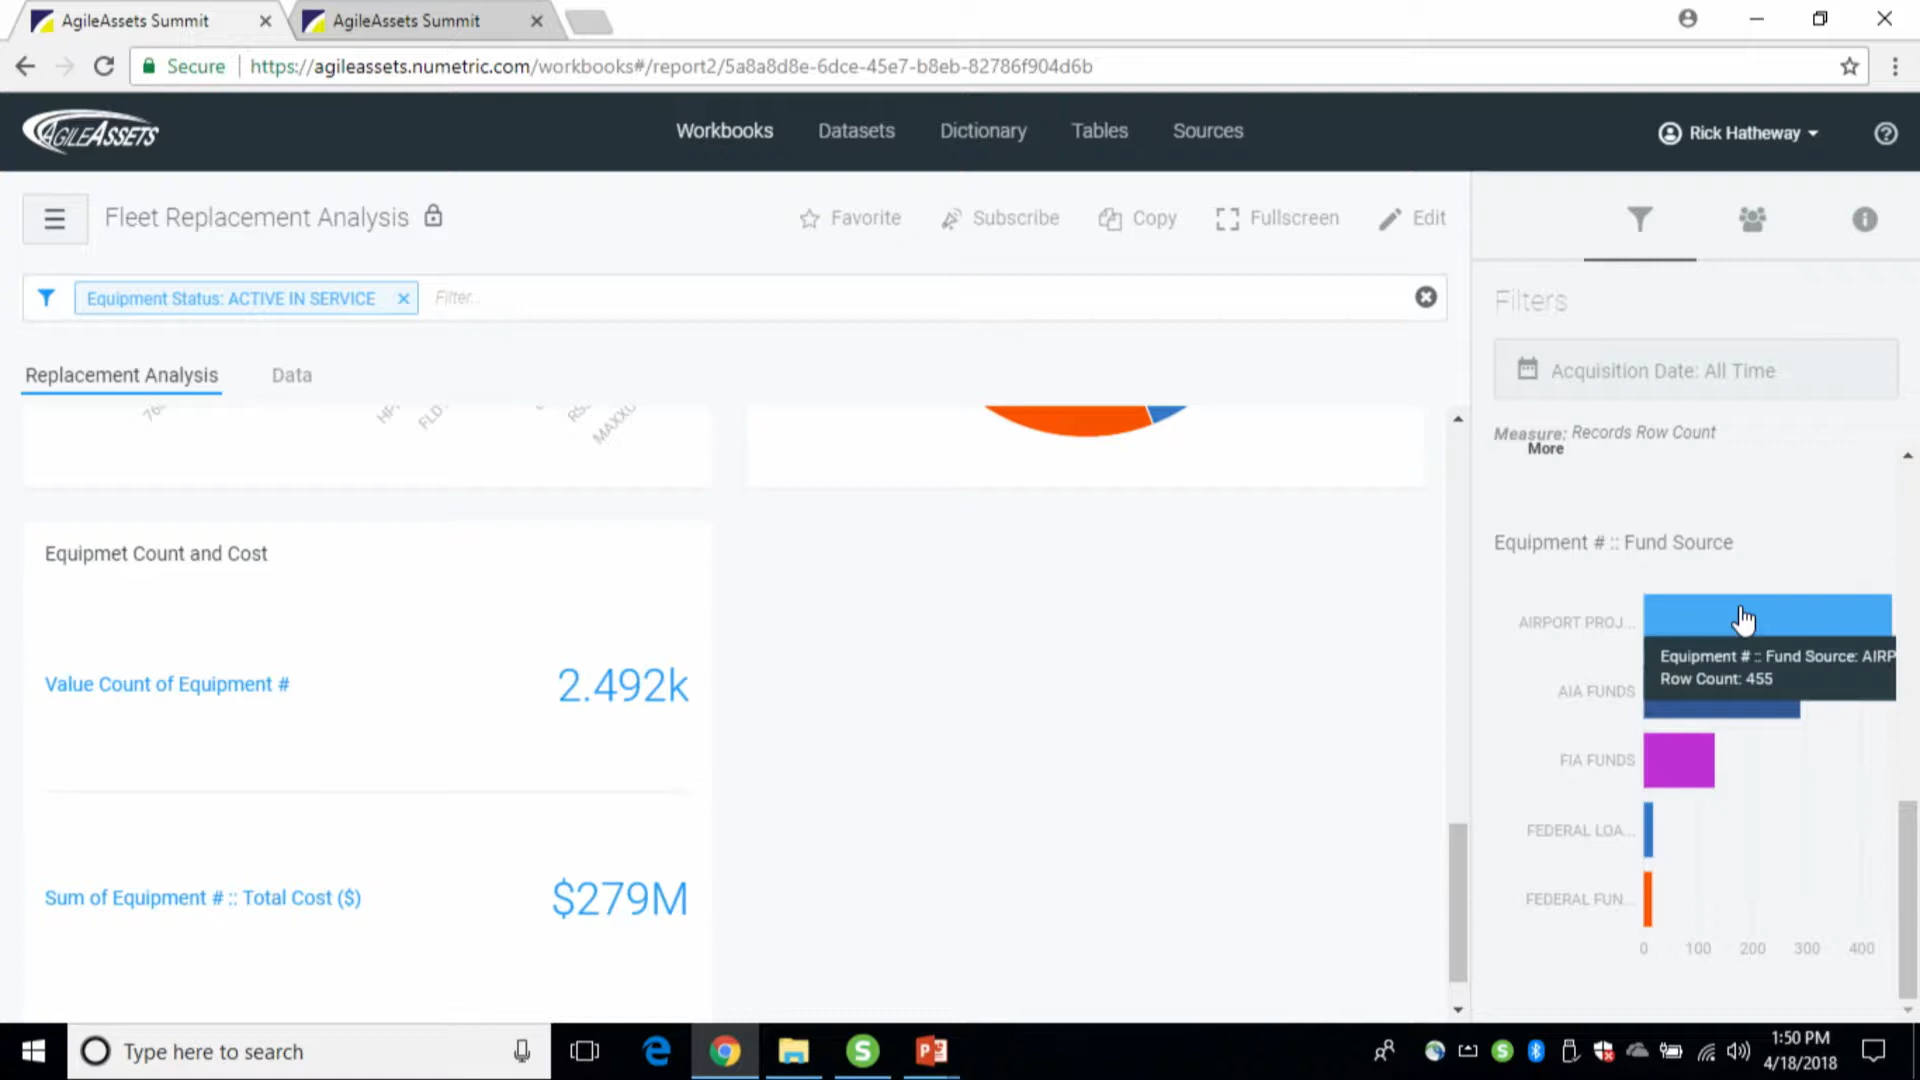 AgileAssets Summit
AgileAssets Summit
Secure
https://agileassets.numetric.com/workbooks#/report2/5a8a8d8e-6dce-45e7-b8eb-82786f904d6b
AGILEASSETS
Workbooks
Datasets
Dictionary
Tables
Sources
Rick Hatheway
Fleet Replacement Analysis
Favorite
Subscribe
Copy
Fullscreen
Edit
Equipment Status: ACTIVE IN SERVICE
Filter...
Replacement Analysis
Data
HP.
FLD
MAXXC
Equipmet Count and Cost
Value Count of Equipment #
2.492k
Sum of Equipment # :: Total Cost ($)
$279M
Filters
Acquisition Date: All Time
Measure: Records Row Count
More
Equipment # :: Fund Source
AIRPORT PROJ...
Equipment # :: Fund Source: AIRP
Row Count: 455
AIA FUNDS
FIA FUNDS
FEDERAL LOA...
FEDERAL FUN...
0 100 200 300 400
Type here to search
1:50 PM
4/18/2018